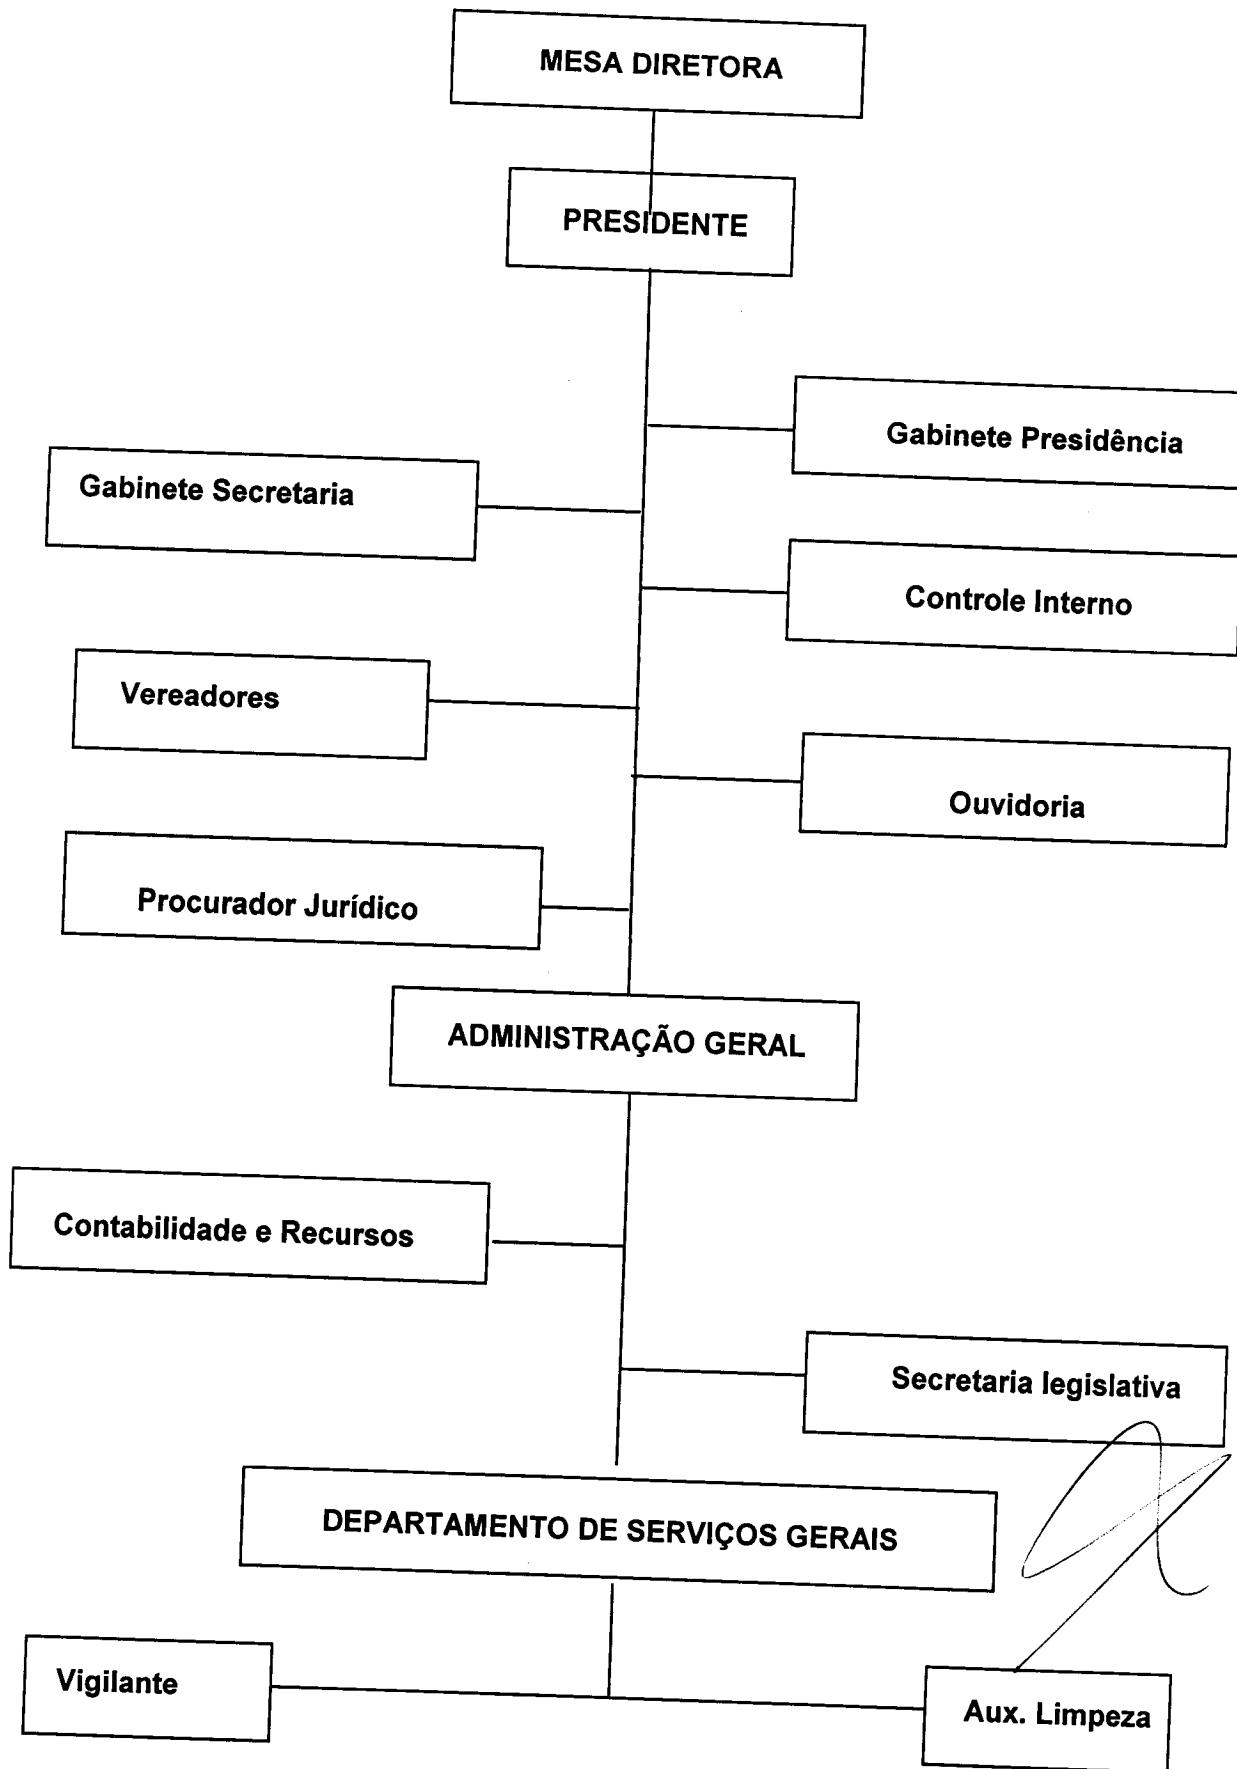 MESA DIRETORA
PRESIDENTE
Gabinete Presidência
Gabinete Secretaria
Controle Interno
Vereadores
Ouvidoria
Procurador Jurídico
ADMINISTRAÇÃO GERAL
Contabilidade e Recursos
Secretaria legislativa
DEPARTAMENTO DE SERVIÇOS GERAIS
Vigilante
Aux. Limpeza